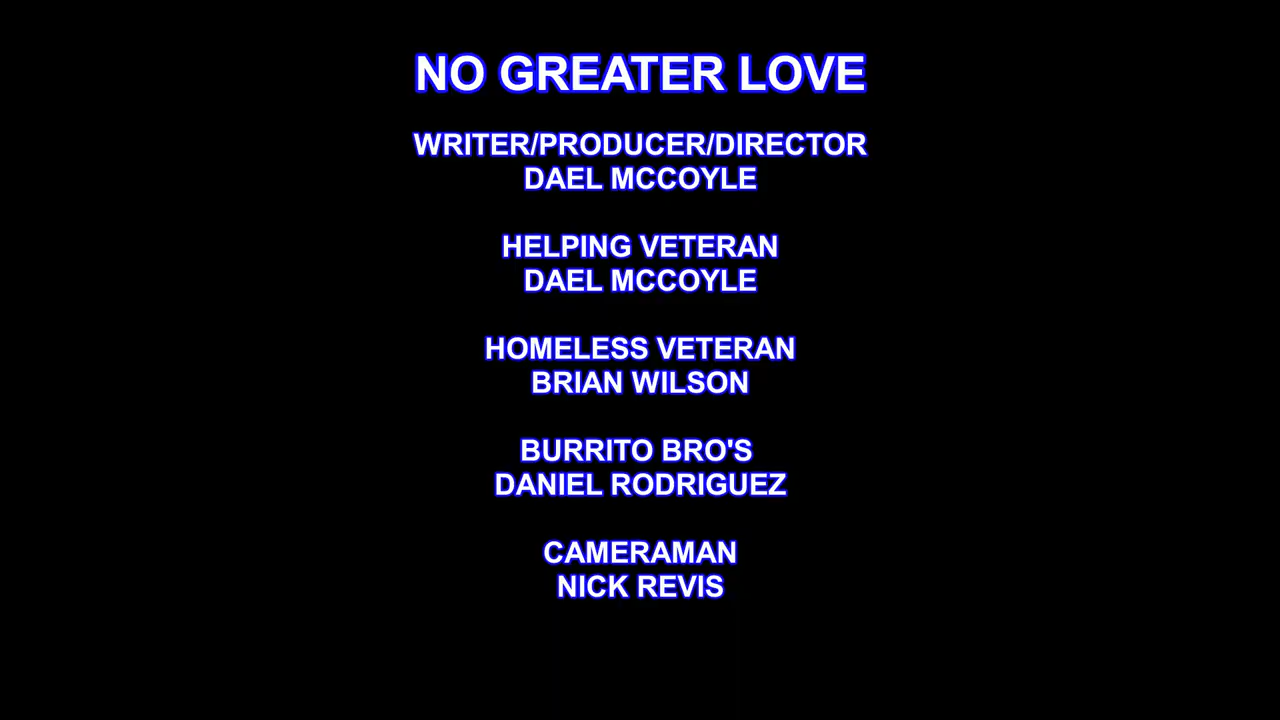 NO GREATER LOVE
WRITER/PRODUCER/DIRECTOR
DAEL MCCOYLE
HELPING VETERAN
DAEL MCCOYLE
HOMELESS VETERAN
BRIAN WILSON
BURRITO BRO'S
DANIEL RODRIGUEZ
CAMERAMAN
NICK REVIS